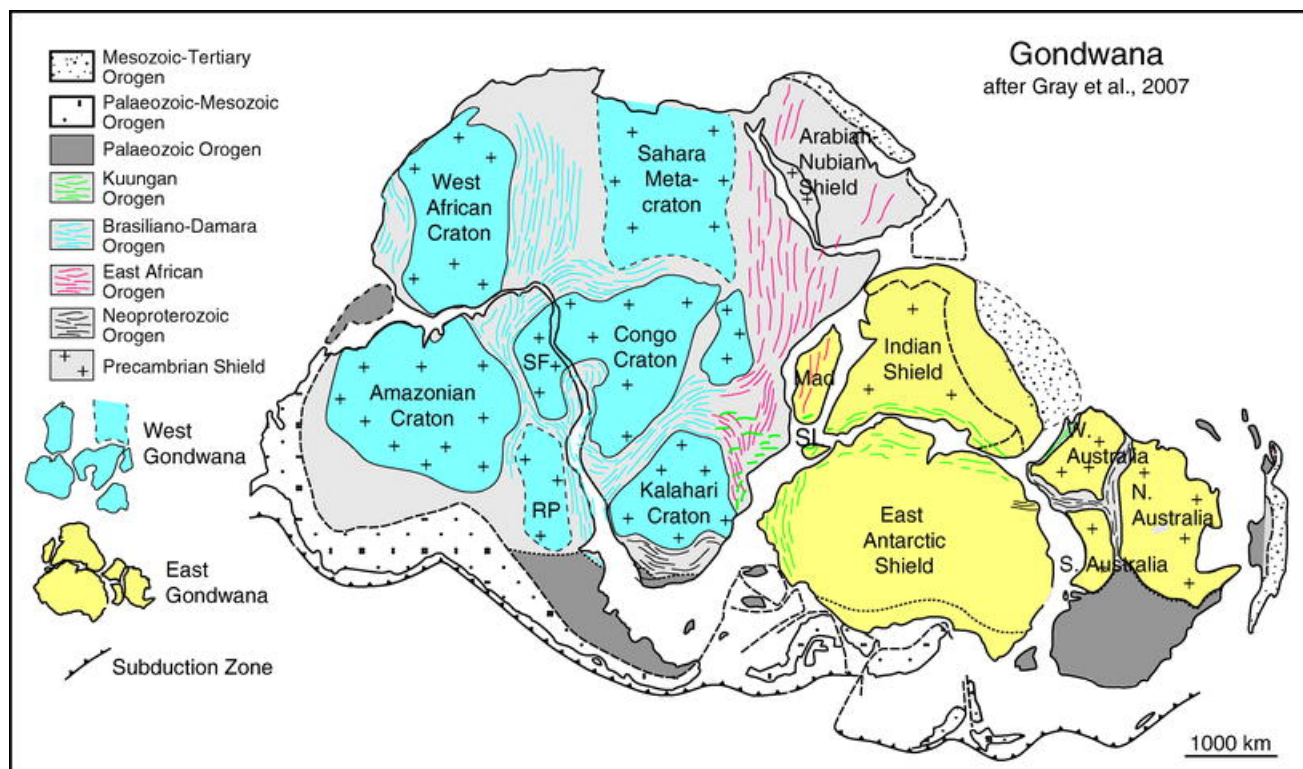 Gondwana
after Gray et al., 2007
Mesozoic-Tertiary
Orogen
Palaeozoic-Mesozoic
Orogen
Palaeozoic Orogen
Kuungan
Orogen
Brasiliano-Damara
Orogen
East African
Orogen
Neoproterozoic
Orogen
Precambrian Shield
West
Gondwana
East
Gondwana
Subduction Zone
West
African
Craton
Sahara
Meta-
craton
Arabian
Nubian
Shield
Amazonian
Craton
SF
Congo
Craton
RP
Kalahari
Craton
Mad
SL
Indian
Shield
East
Antarctic
Shield
W.
Australia
N.
Australia
S. Australia
1000 km